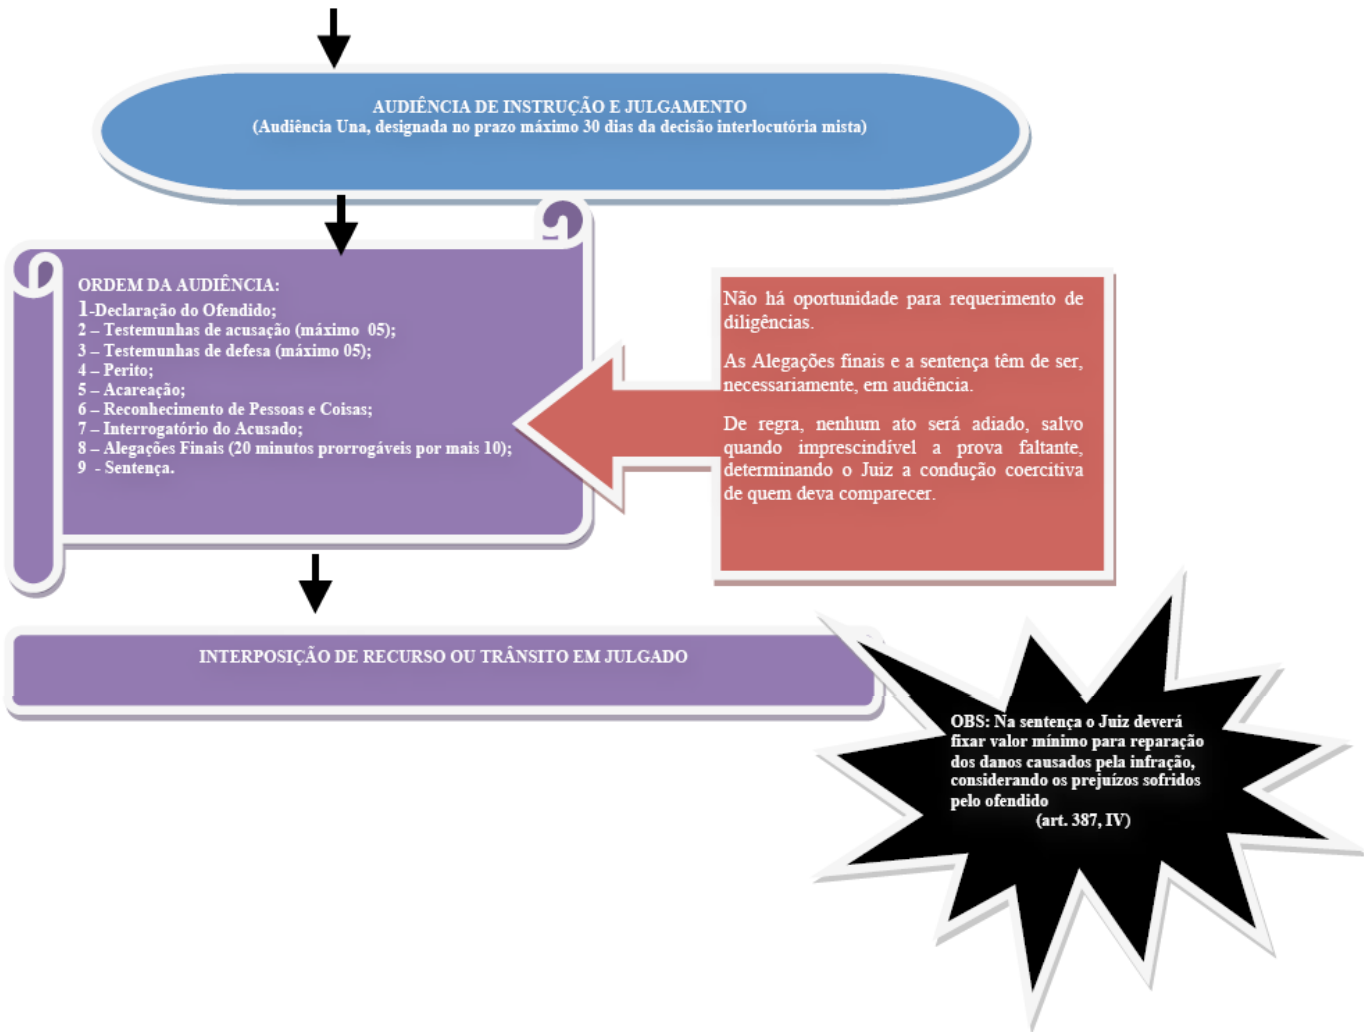 AUDIÊNCIA DE INSTRUÇÃO E JULGAMENTO
(Audiência Una, designada no prazo máximo 30 dias da decisão interlocutória mista)
ORDEM DA AUDIÊNCIA:
1-Declaração do Ofendido;
2 – Testemunhas de acusação (máximo 05);
3 – Testemunhas de defesa (máximo 05);
4 – Perito;
5 – Acareação;
6 – Reconhecimento de Pessoas e Coisas;
7 – Interrogatório do Acusado;
8 – Alegações Finais (20 minutos prorrogáveis por mais 10);
9 - Sentença.
Não há oportunidade para requerimento de
diligências.
As Alegações finais e a sentença têm de ser,
necessariamente, em audiência.
De regra, nenhum ato será adiado, salvo
quando imprescindível a prova faltante,
determinando o Juiz a condução coercitiva
de quem deva comparecer.
INTERPOSIÇÃO DE RECURSO OU TRÂNSITO EM JULGADO
OBS: Na sentença o Juiz deverá
fixar valor mínimo para reparação
dos danos causados pela infração,
considerando os prejuízos sofridos
pelo ofendido
(art. 387, IV)